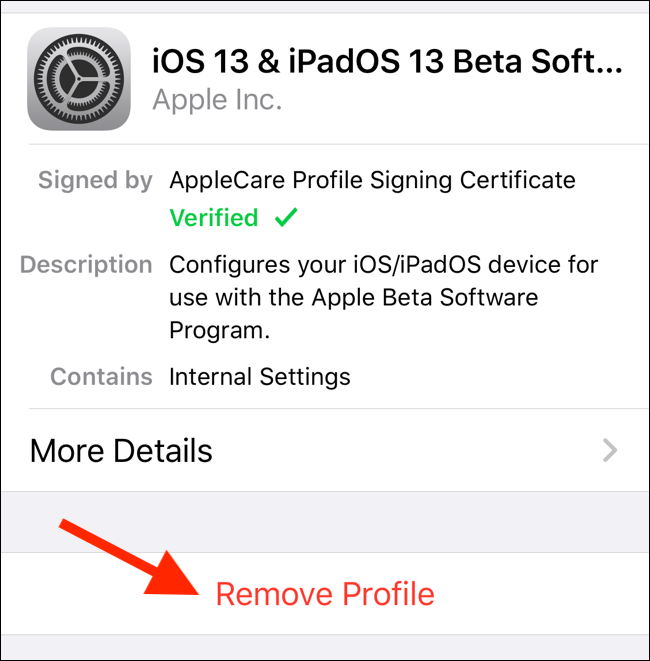 iOS 13 & iPadOS 13 Beta Soft...
Apple Inc.
Signed by AppleCare Profile Signing Certificate
Verified ✓
Description Configures your iOS/iPadOS device for
use with the Apple Beta Software
Program.
Contains Internal Settings
More Details
Remove Profile